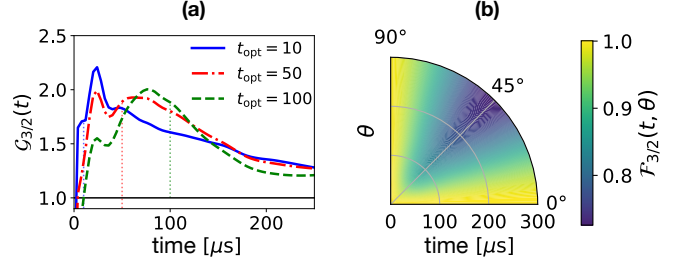 (a)
2.5
2.0
1.5
1.0
𝒢3/2(t)
topt = 10
topt = 50
topt = 100
0
100
200
time [μs]
(b)
90°
45°
0°
θ
0
100
200
300
time [μs]
1.0
0.9
0.8
ℱ3/2(t, θ)